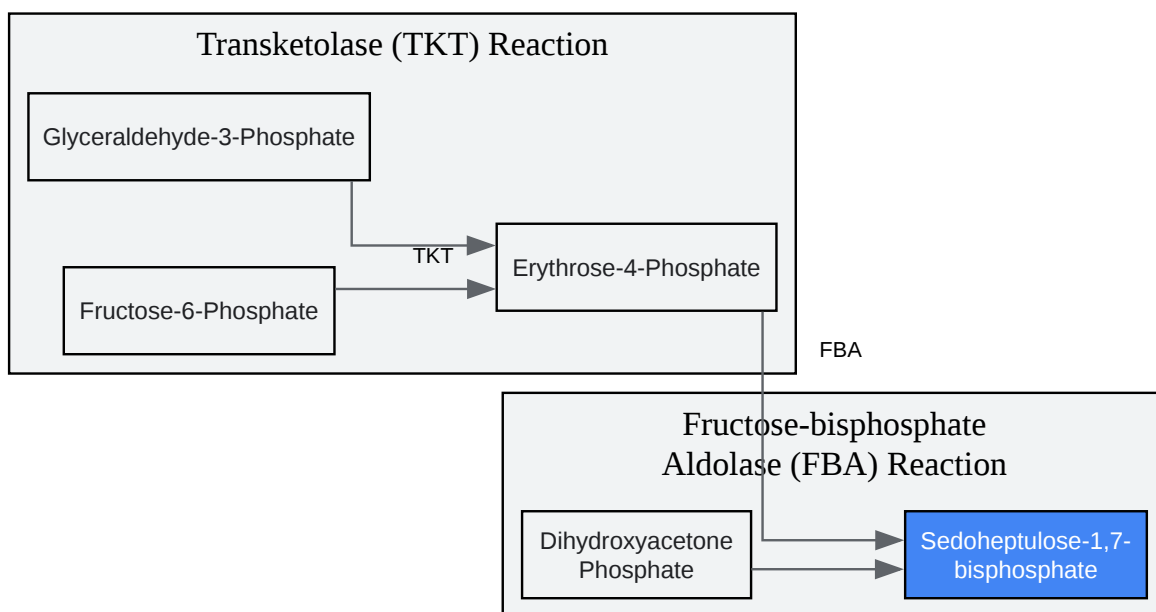 Transketolase (TKT) Reaction
Glyceraldehyde-3-Phosphate
TKT
Erythrose-4-Phosphate
Fructose-6-Phosphate
FBA
Fructose-bisphosphate
Aldolase (FBA) Reaction
Dihydroxyacetone
Phosphate
Sedoheptulose-1,7-
bisphosphate